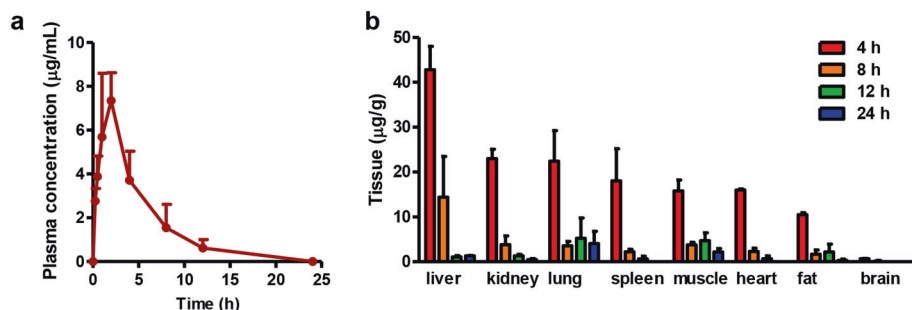 a
Plasma concentration (μg/mL)
10
8
6
4
2
0
0 5 10 15 20 25
Time (h)
b
Tissue (μg/g)
50
40
30
20
10
0
liver kidney lung spleen muscle heart fat brain
4 h
8 h
12 h
24 h